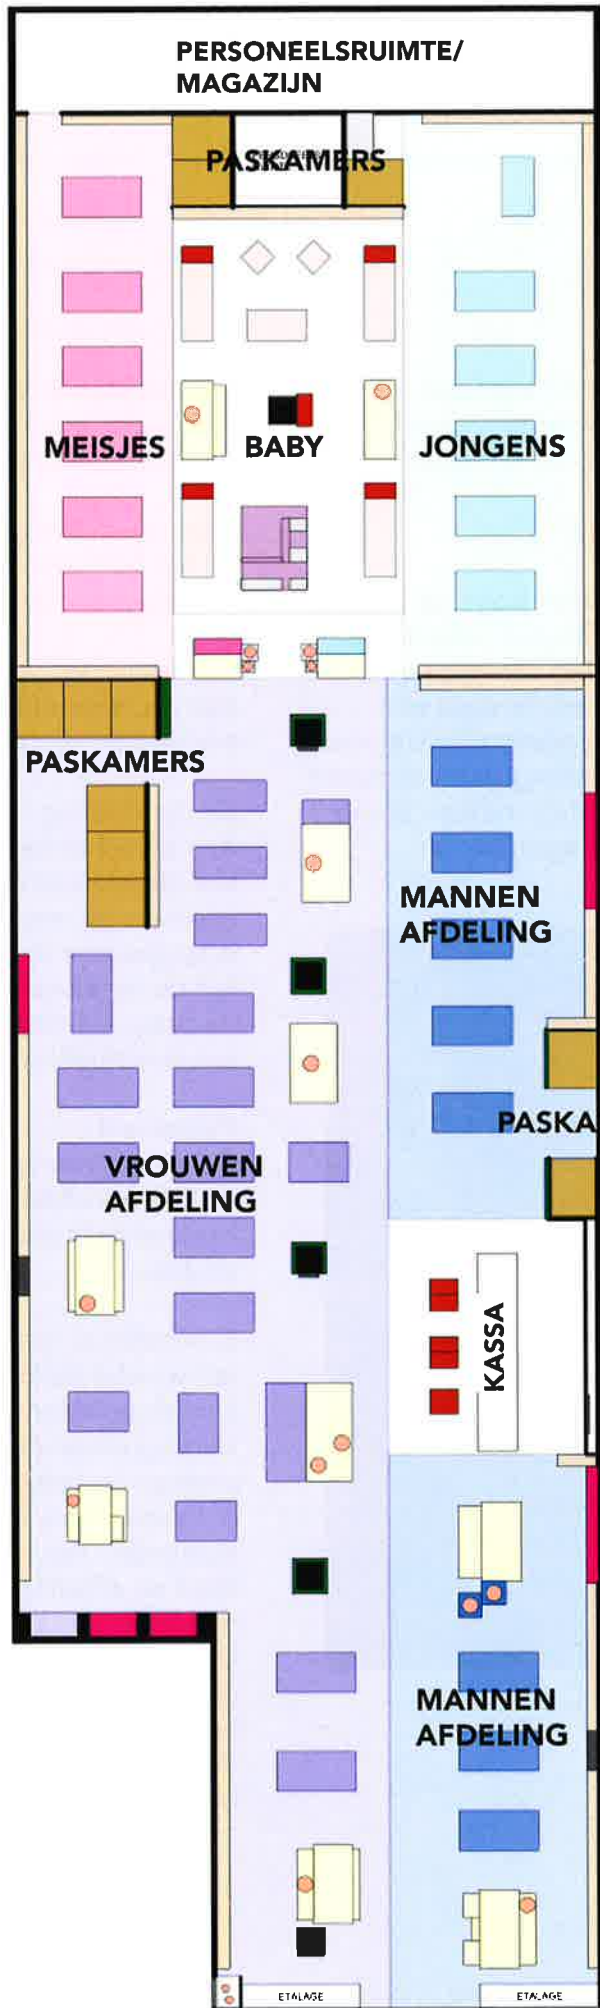 PERSONEELSRUIMTE/
MAGAZIJN
PASKAMERS
MEISJES
BABY
JONGENS
PASKAMERS
MANNEN
AFDELING
PASKA
VROUWEN
AFDELING
KASSA
MANNEN
AFDELING
ETALAGE
ETALAGE